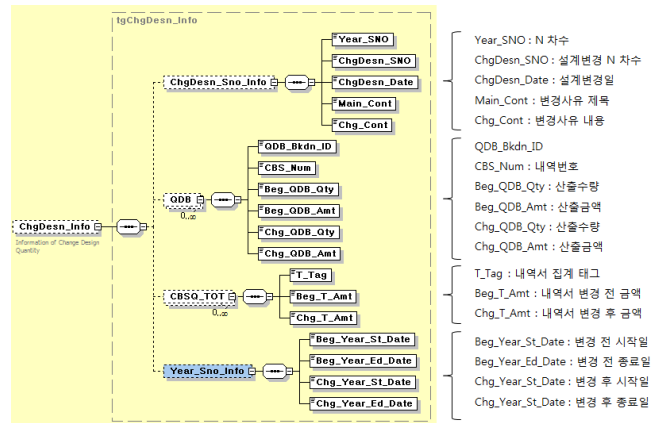 tgChgDesn_Info
ChgDesn_Info
Information of Change Design
Quantity
ChgDesn_Sno_Info
Year_SNO
ChgDesn_SNO
ChgDesn_Date
Main_Cont
Chg_Cont
QDB
0..∞
QDB_Bkdn_ID
CBS_Num
Beg_QDB_Qty
Beg_QDB_Amt
Chg_QDB_Qty
Chg_QDB_Amt
CBSQ_TOT
0..∞
T_Tag
Beg_T_Amt
Chg_T_Amt
Year_Sno_Info
Beg_Year_St_Date
Beg_Year_Ed_Date
Chg_Year_St_Date
Chg_Year_Ed_Date
Year_SNO : N 차수
ChgDesn_SNO : 설계변경 N 차수
ChgDesn_Date : 설계변경일
Main_Cont : 변경사유 제목
Chg_Cont : 변경사유 내용
QDB_Bkdn_ID
CBS_Num : 내역번호
Beg_QDB_Qty : 산출수량
Beg_QDB_Amt : 산출금액
Chg_QDB_Qty : 산출수량
Chg_QDB_Amt : 산출금액
T_Tag : 내역서 집계 태그
Beg_T_Amt : 내역서 변경 전 금액
Chg_T_Amt : 내역서 변경 후 금액
Beg_Year_St_Date : 변경 전 시작일
Beg_Year_Ed_Date : 변경 전 종료일
Chg_Year_St_Date : 변경 후 시작일
Chg_Year_St_Date : 변경 후 종료일